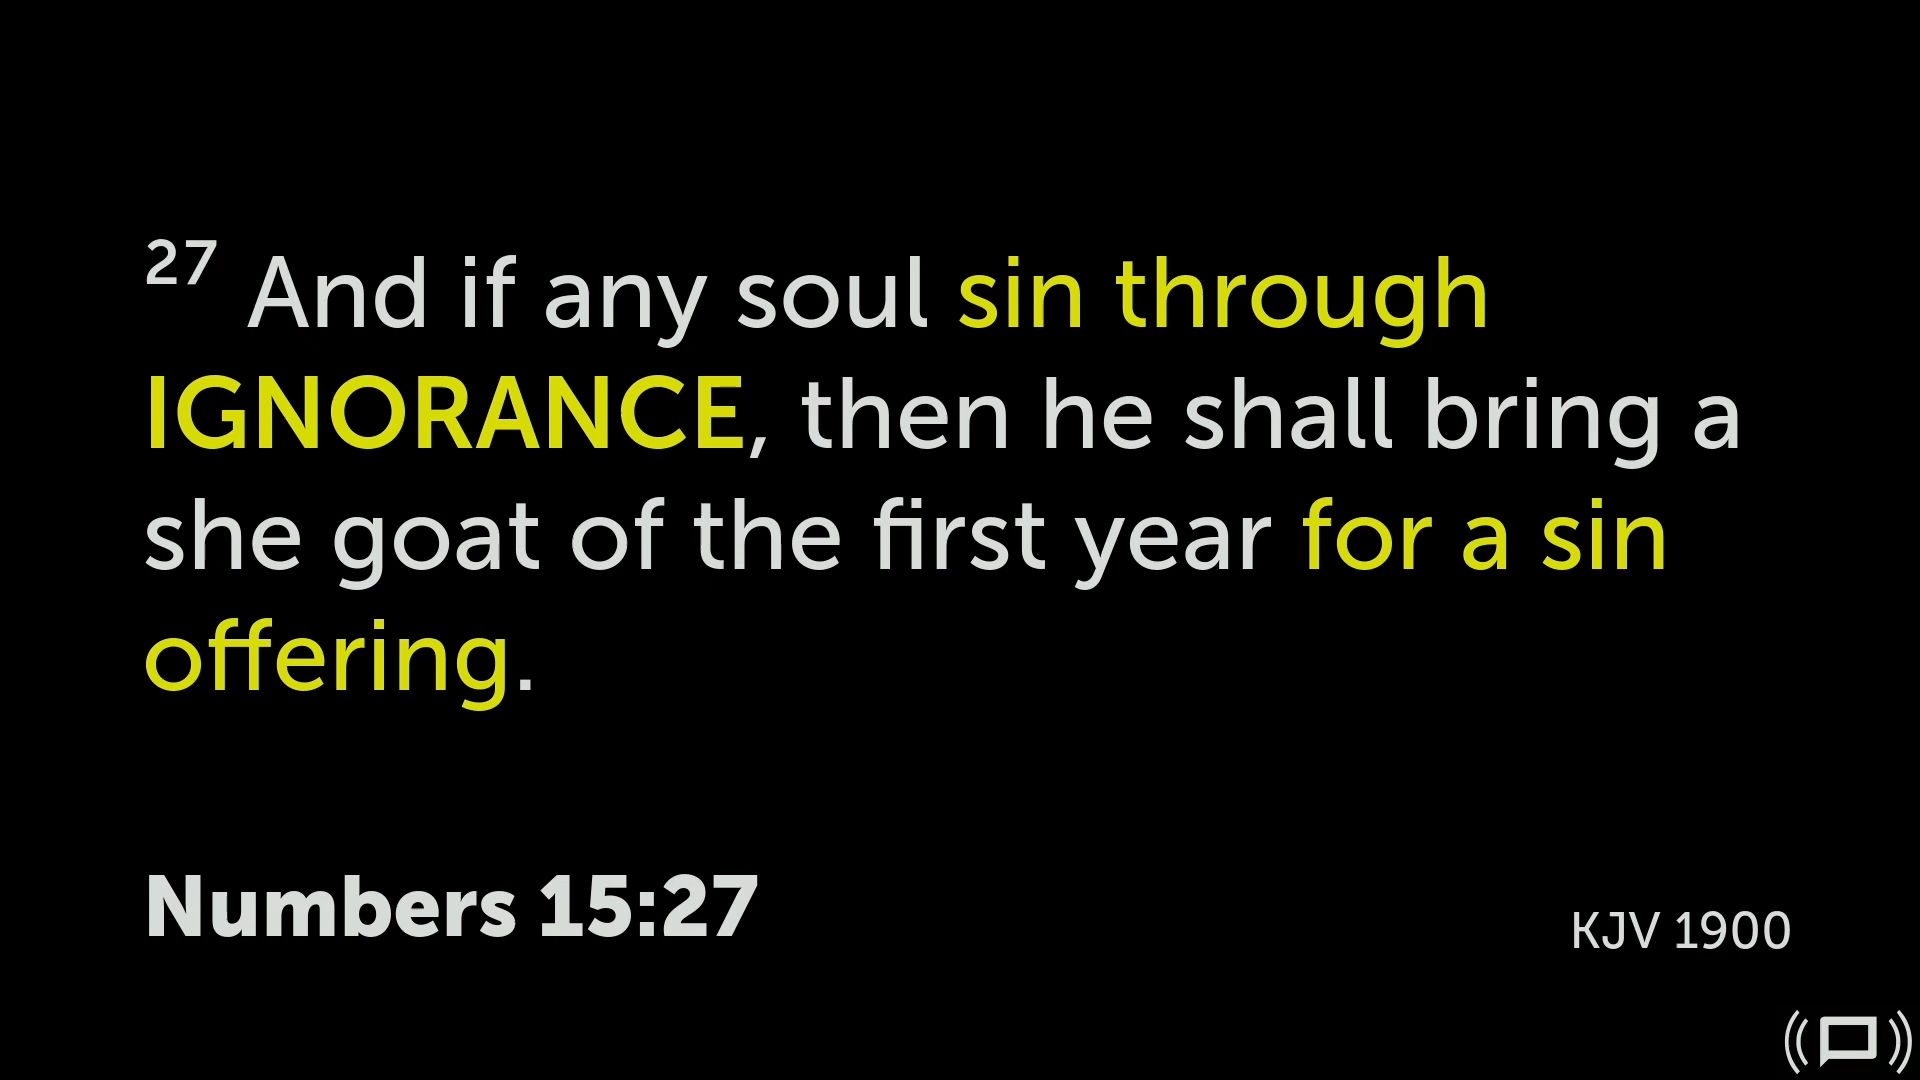 27 And if any soul sin through
IGNORANCE, then he shall bring a
she goat of the first year for a sin
offering.
Numbers 15:27
KJV 1900